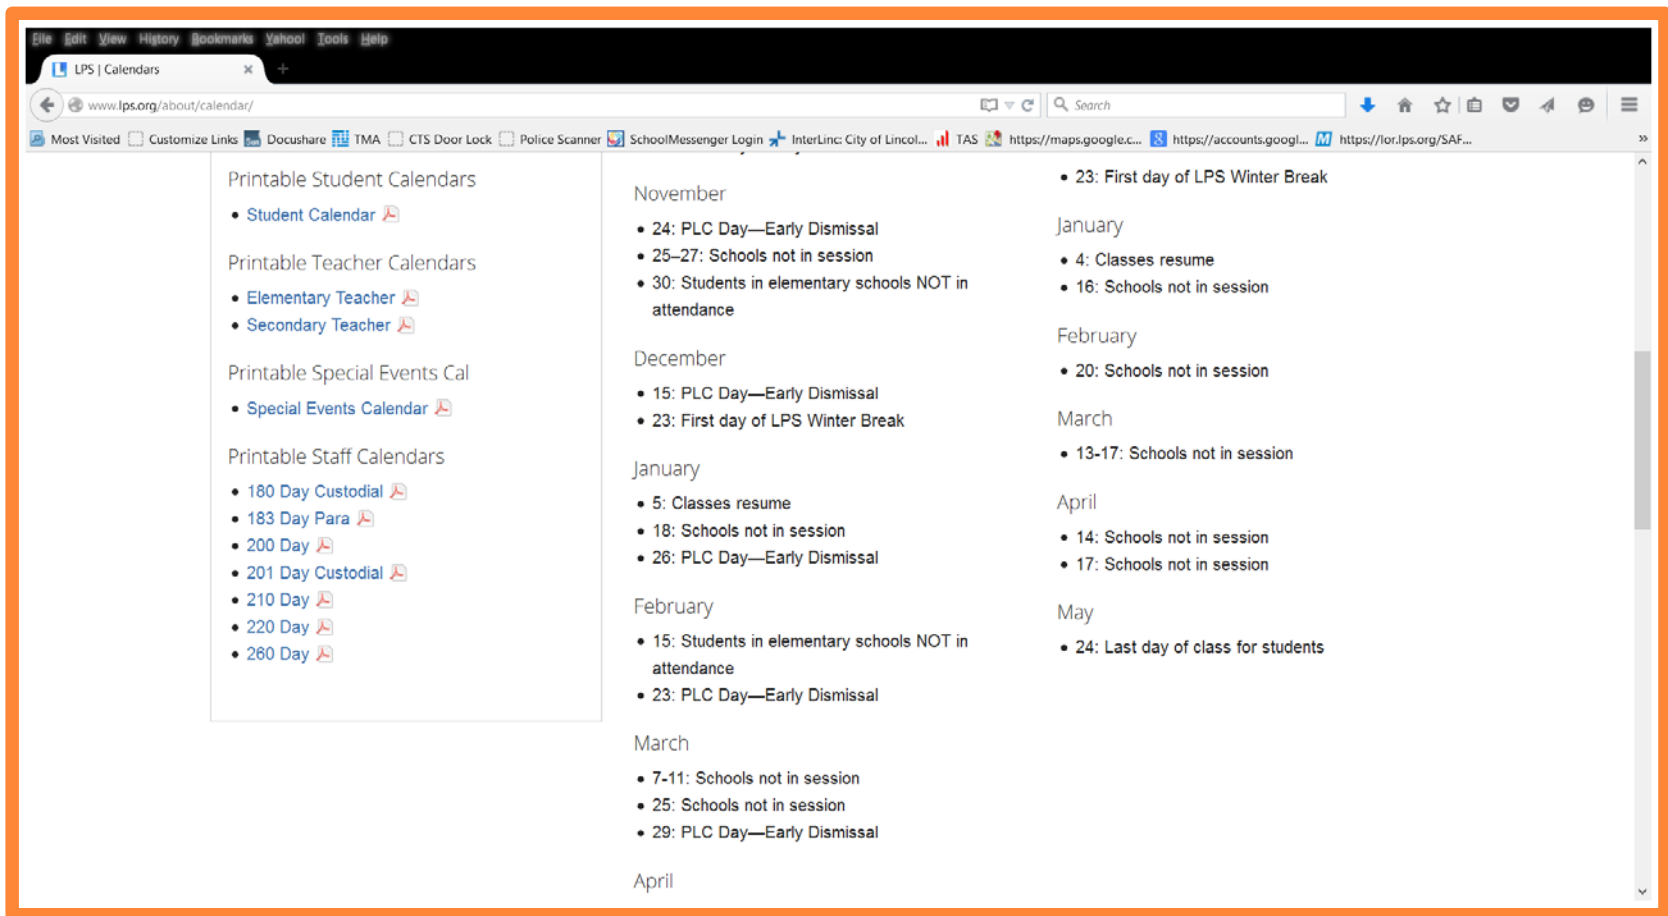 File Edit View History Bookmarks Yahoo! Tools Help
LPS | Calendars
www.lps.org/about/calendar/
Search
Most Visited Customize Links Docushare TMA CTS Door Lock Police Scanner SchoolMessenger Login InterLinc: City of Lincol... TAS https://maps.google.c... https://accounts.googl... https://lor.lps.org/SAF... »
Printable Student Calendars
• Student Calendar
Printable Teacher Calendars
• Elementary Teacher
• Secondary Teacher
Printable Special Events Cal
• Special Events Calendar
Printable Staff Calendars
• 180 Day Custodial
• 183 Day Para
• 200 Day
• 201 Day Custodial
• 210 Day
• 220 Day
• 260 Day
November
• 24: PLC Day—Early Dismissal
• 25–27: Schools not in session
• 30: Students in elementary schools NOT in
attendance
December
• 15: PLC Day—Early Dismissal
• 23: First day of LPS Winter Break
January
• 5: Classes resume
• 18: Schools not in session
• 26: PLC Day—Early Dismissal
February
• 15: Students in elementary schools NOT in
attendance
• 23: PLC Day—Early Dismissal
March
• 7-11: Schools not in session
• 25: Schools not in session
• 29: PLC Day—Early Dismissal
April
• 23: First day of LPS Winter Break
January
• 4: Classes resume
• 16: Schools not in session
February
• 20: Schools not in session
March
• 13-17: Schools not in session
April
• 14: Schools not in session
• 17: Schools not in session
May
• 24: Last day of class for students